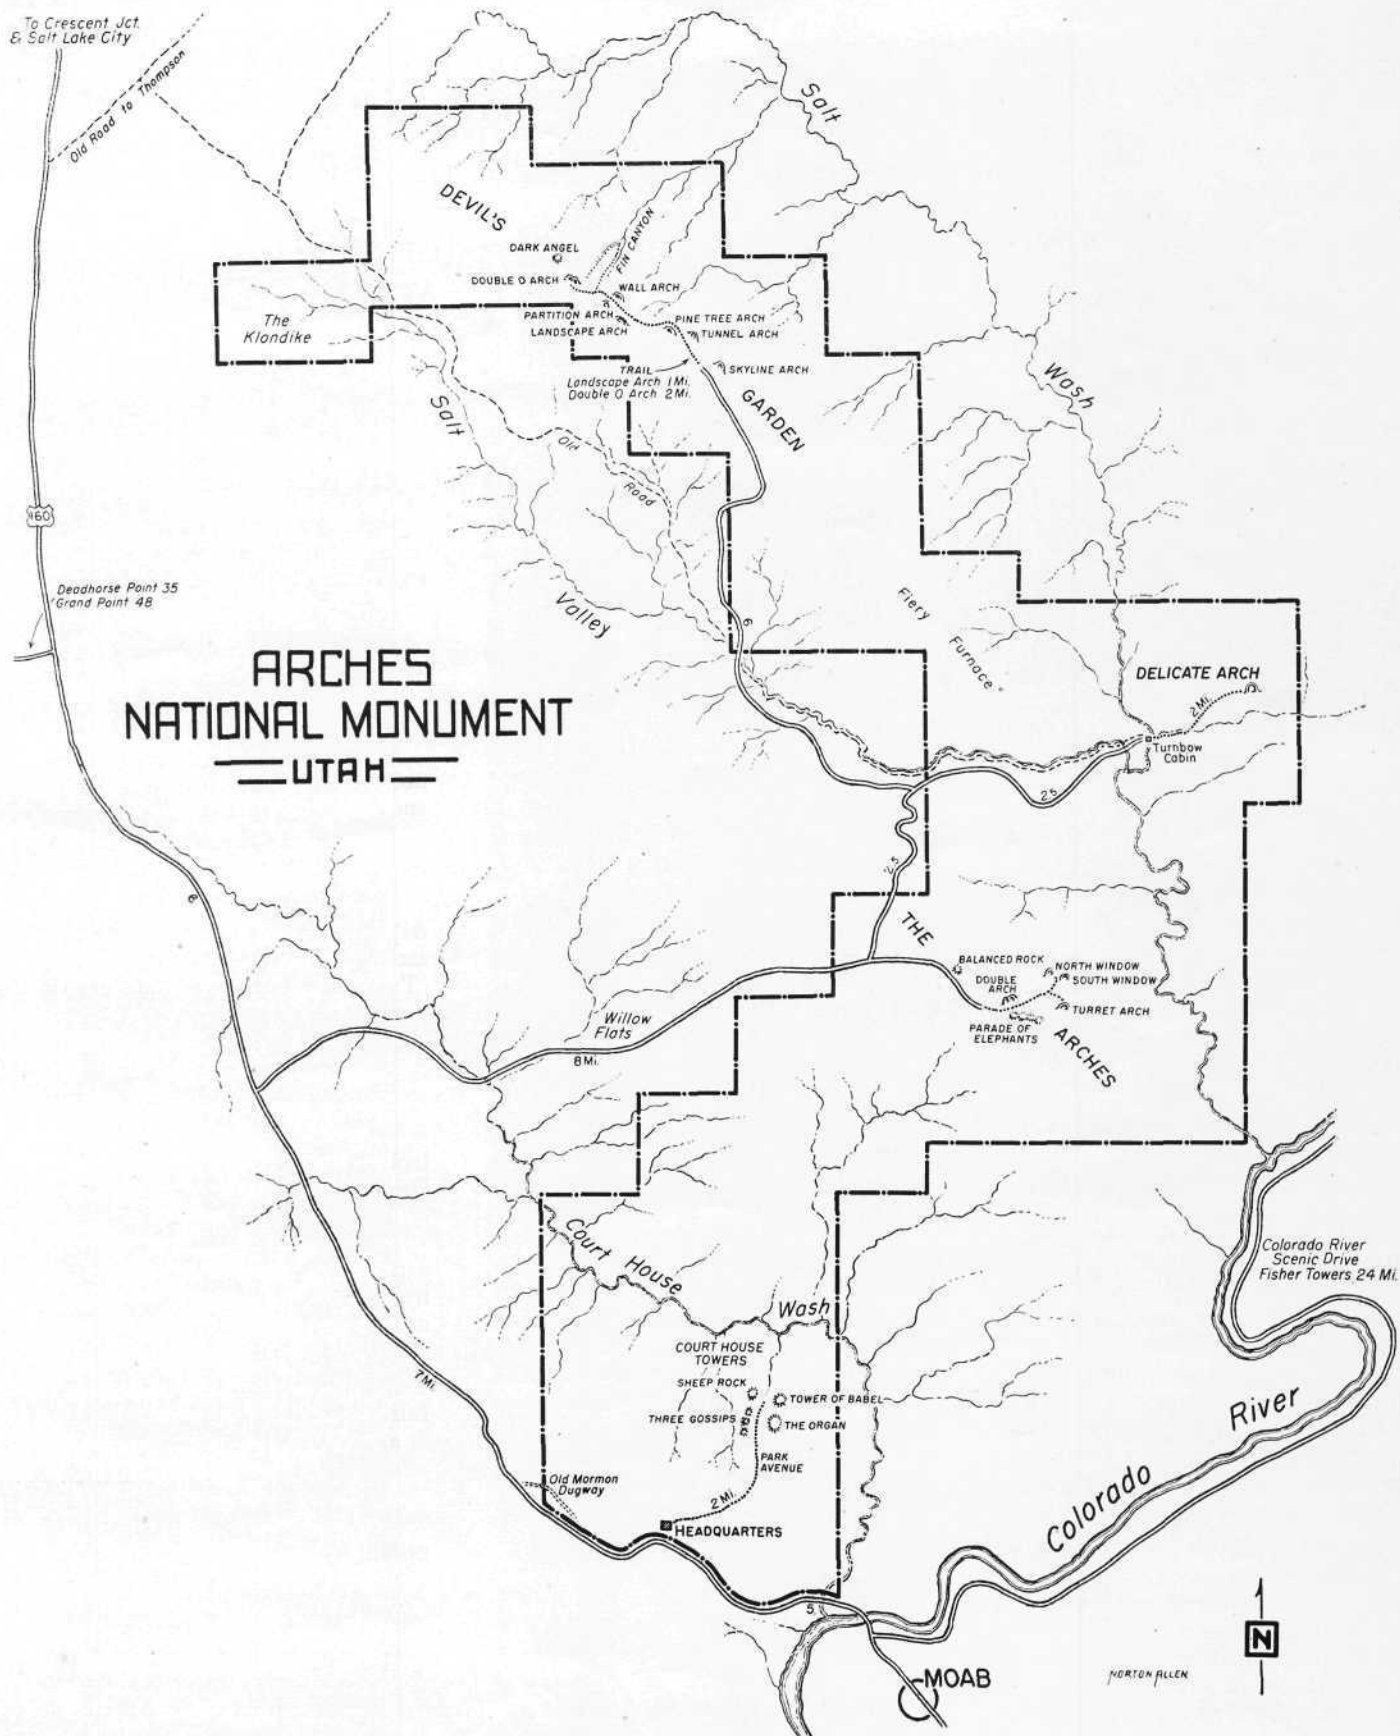 To Crescent Jct.
& Salt Lake City
Old Road to Thompson
Salt
DEVIL'S
FIN CANYON
DARK ANGEL
DOUBLE O ARCH
WALL ARCH
The
Klondike
PARTITION ARCH
PINE TREE ARCH
LANDSCAPE ARCH
TUNNEL ARCH
TRAIL
Landscape Arch 1 Mi.
Double O Arch 2 Mi.
SKYLINE ARCH
Wash
Salt
GARDEN
Old
Road
160
Deadhorse Point 35
Grand Point 48
Valley
Fiery
Furnace
6
ARCHES
NATIONAL MONUMENT
UTAH
DELICATE ARCH
2 Mi.
Turnbow
Cabin
2.5
2.5
THE
BALANCED ROCK
NORTH WINDOW
DOUBLE
ARCH
SOUTH WINDOW
TURRET ARCH
PARADE OF
ELEPHANTS
ARCHES
Willow
Flats
8 Mi.
Court House
Wash
Colorado River
Scenic Drive
Fisher Towers 24 Mi.
COURT HOUSE
TOWERS
SHEEP ROCK
TOWER OF BABEL
THREE GOSSIPS
THE ORGAN
PARK
AVENUE
7 Mi.
Old Mormon
Dugway
2 Mi.
HEADQUARTERS
Colorado
River
5
N
MOAB
NORTON ALLEN